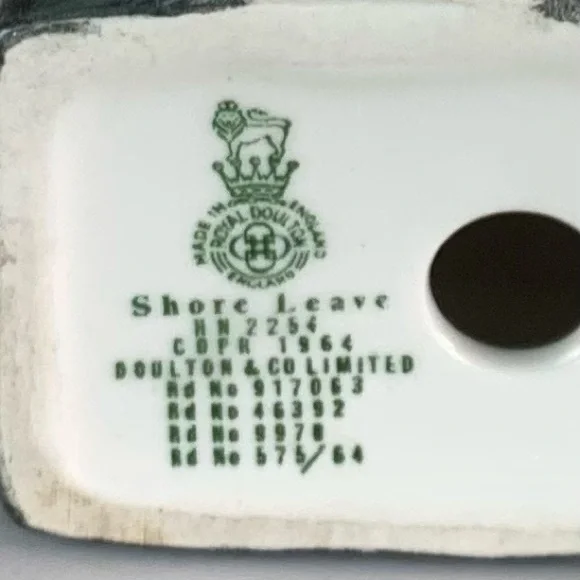 MADE IN ENGLAND
ROYAL DOULTON
ENGLAND
Shore Leave
HN 2254
COPR 1964
DOULTON & CO LIMITED
Rd No 917063
Rd No 46392
Rd No 9970
Rd No 575/64